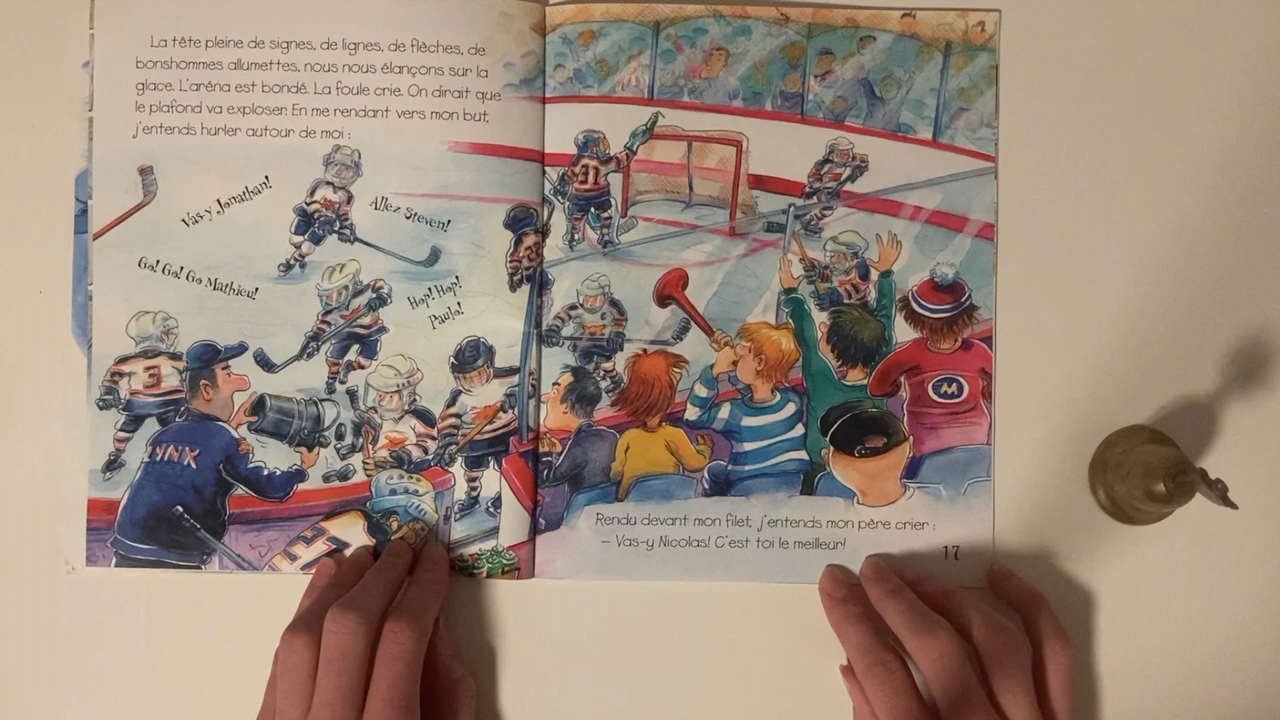 La tête pleine de signes, de lignes, de flèches, de
bonshommes allumettes, nous nous élançons sur la
glace. L'aréna est bondé. La foule crie. On dirait que
le plafond va exploser. En me rendant vers mon but,
j'entends hurler autour de moi :
Vas-y Jonathan!
Allez Steven!
Go! Go! Go Mathieu!
Hop! Hop!
Paulo!
31
3
LYNX
M
Rendu devant mon filet, j'entends mon père crier :
– Vas-y Nicolas! C'est toi le meilleur!
17